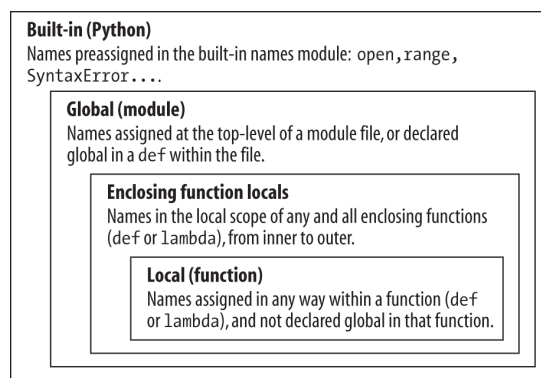 Built-in (Python)
Names preassigned in the built-in names module: open,range,
SyntaxError....
Global (module)
Names assigned at the top-level of a module file, or declared
global in a def within the file.
Enclosing function locals
Names in the local scope of any and all enclosing functions
(def or lambda), from inner to outer.
Local (function)
Names assigned in any way within a function (def
or lambda), and not declared global in that function.